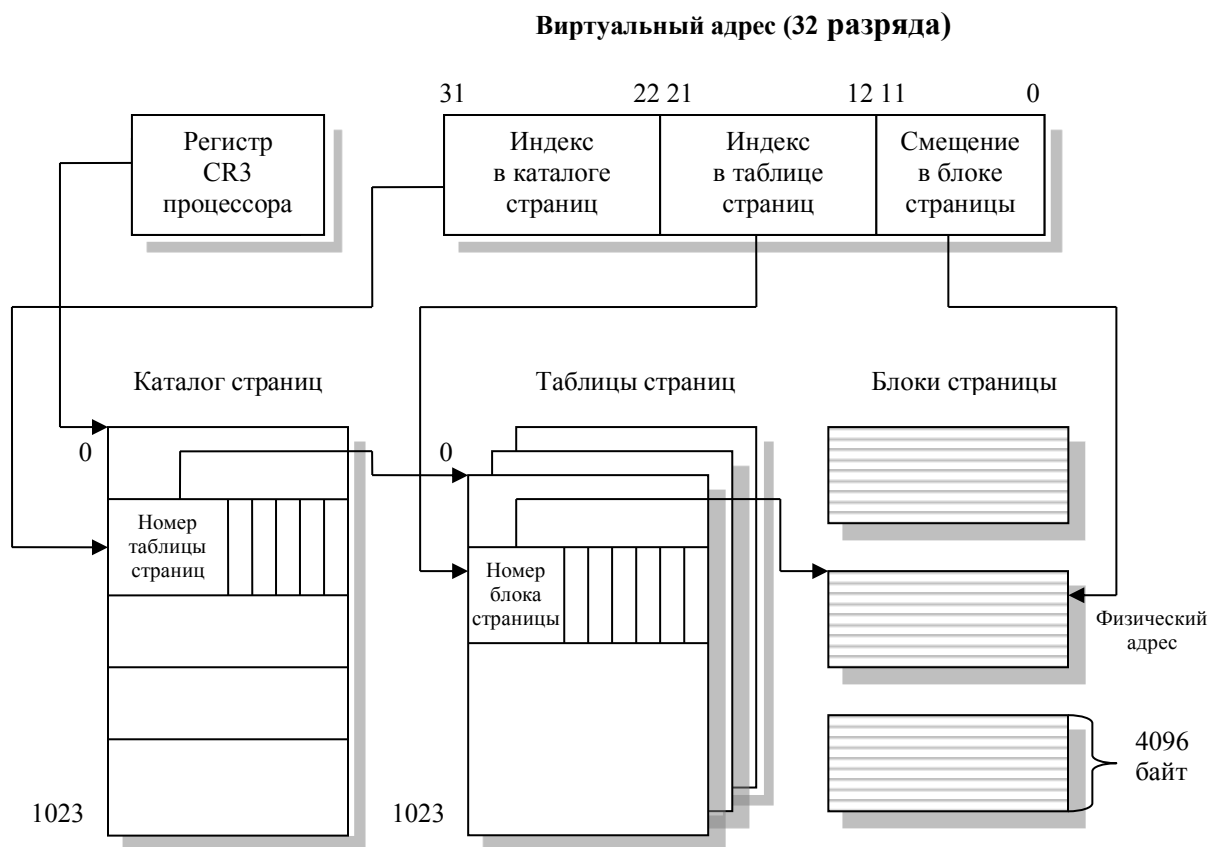 Виртуальный адрес (32 разряда)
31 22 21 12 11 0
Регистр
CR3
процессора
Индекс
в каталоге
страниц
Индекс
в таблице
страниц
Смещение
в блоке
страницы
Каталог страниц
Таблицы страниц
Блоки страницы
0
0
Номер
таблицы
страниц
Номер
блока
страницы
Физический
адрес
4096
байт
1023
1023